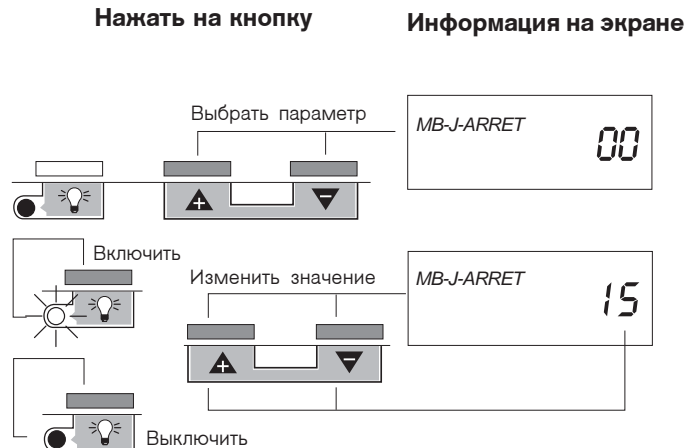 Нажать на кнопку
Информация на экране
Выбрать параметр
MB-J-ARRET
00
Включить
Изменить значение
MB-J-ARRET
15
Выключить